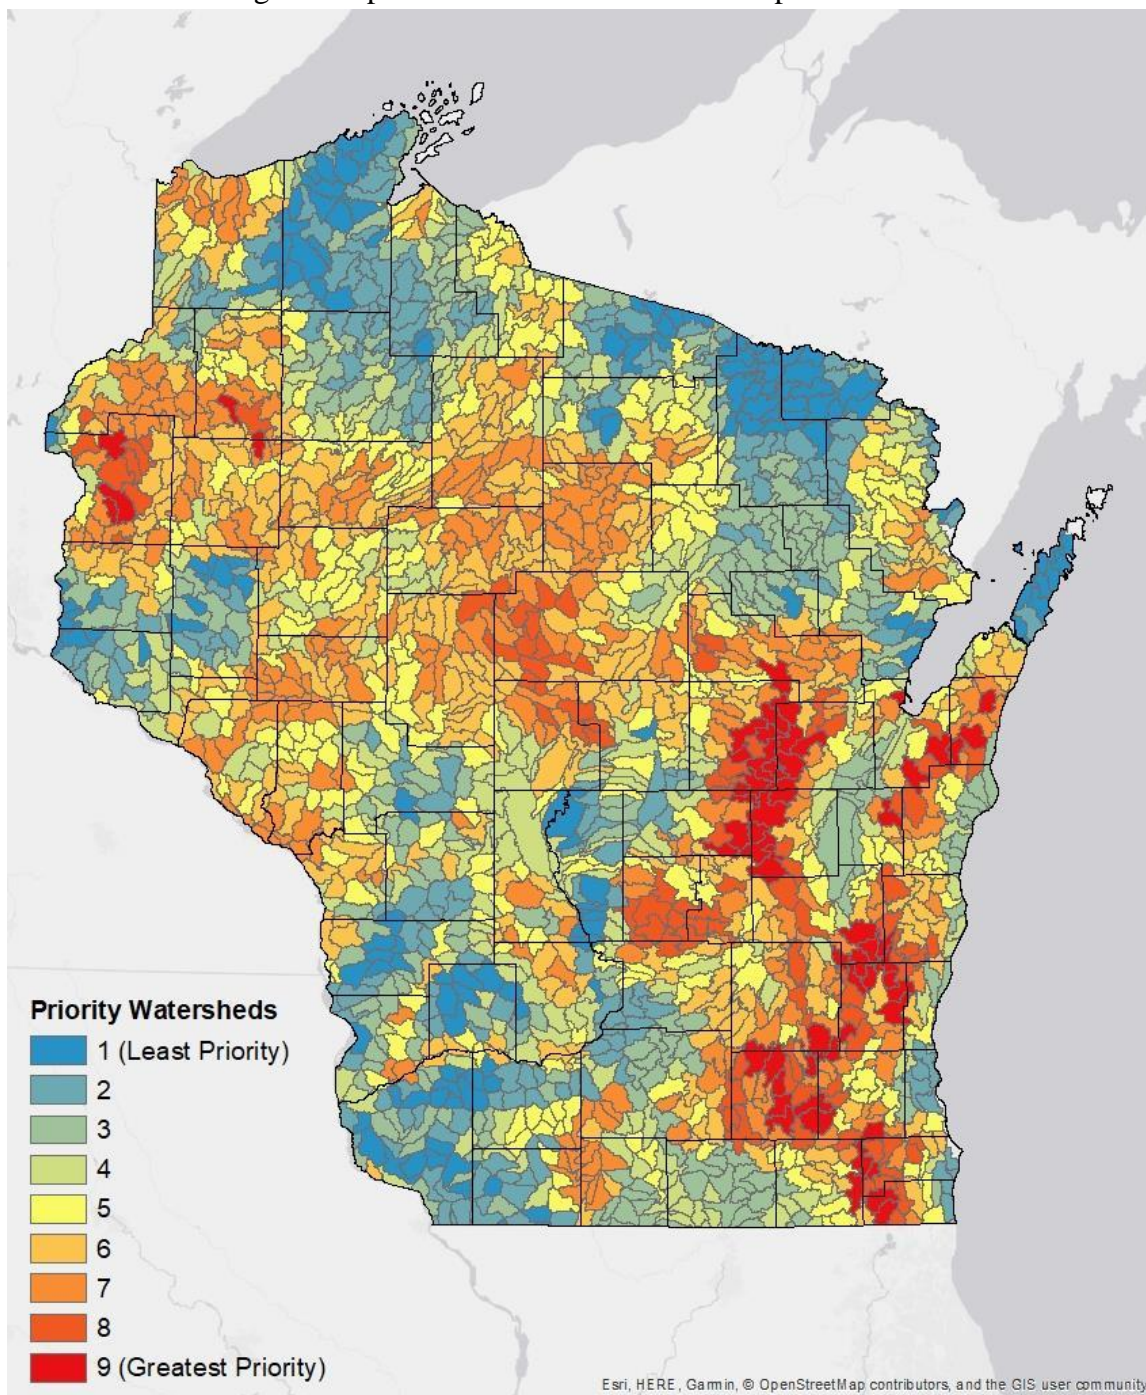 Priority Watersheds
1 (Least Priority)
2
3
4
5
6
7
8
9 (Greatest Priority)
Esri, HERE, Garmin, © OpenStreetMap contributors, and the GIS user community